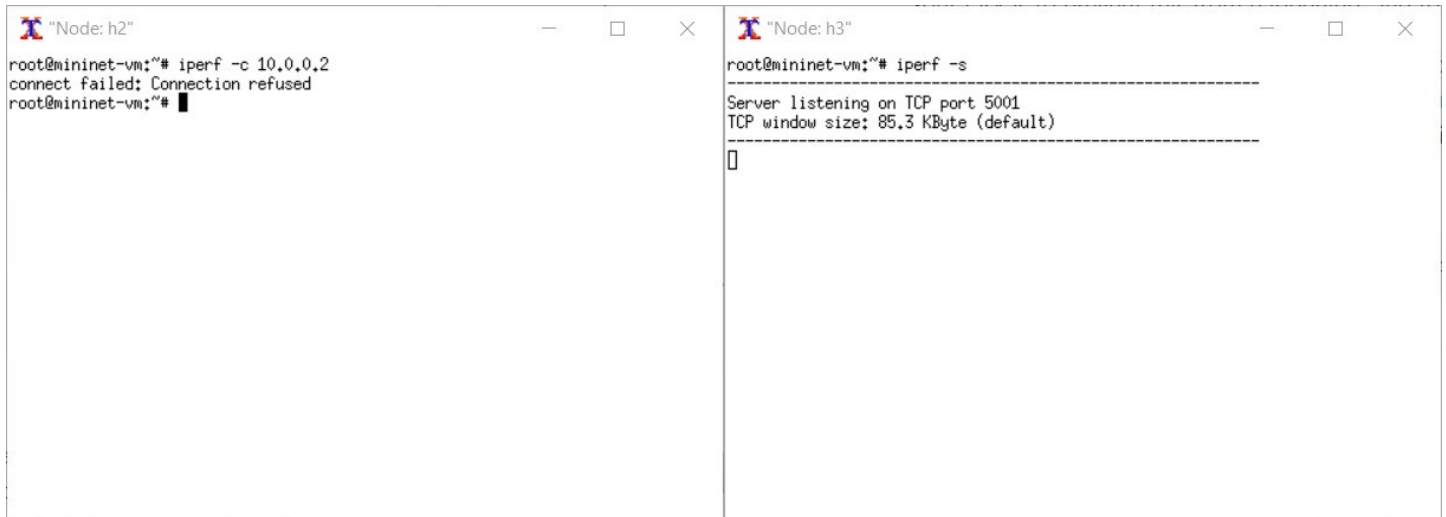 "Node: h2"
root@mininet-vm:~# iperf -c 10.0.0.2
connect failed: Connection refused
root@mininet-vm:~#
"Node: h3"
root@mininet-vm:~# iperf -s
------------------------------------------------------------
Server listening on TCP port 5001
TCP window size: 85.3 KByte (default)
------------------------------------------------------------